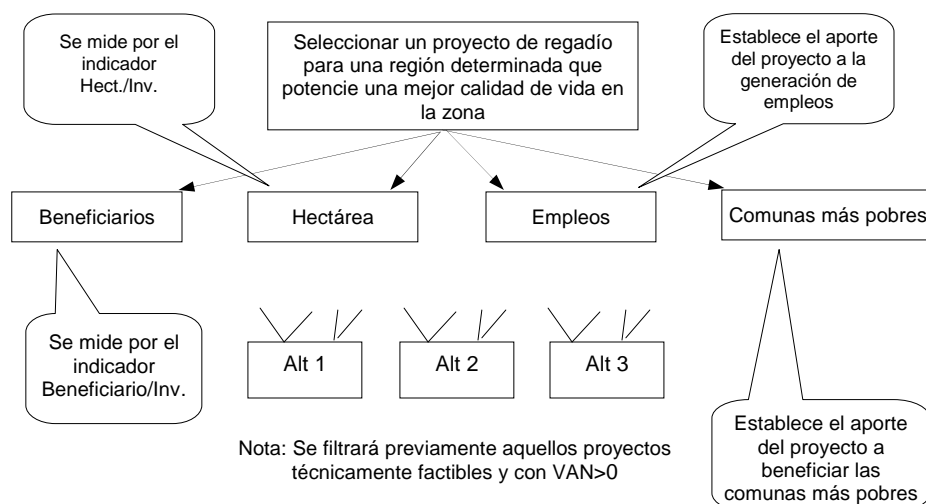 Se mide por el
indicador
Hect./Inv.
Seleccionar un proyecto de regadío
para una región determinada que
potencie una mejor calidad de vida en
la zona
Establece el aporte
del proyecto a la
generación de
empleos
Beneficiarios
Hectárea
Empleos
Comunas más pobres
Se mide por el
indicador
Beneficiario/Inv.
Alt 1
Alt 2
Alt 3
Establece el aporte
del proyecto a
beneficiar las
comunas más pobres
Nota: Se filtrará previamente aquellos proyectos
técnicamente factibles y con VAN>0